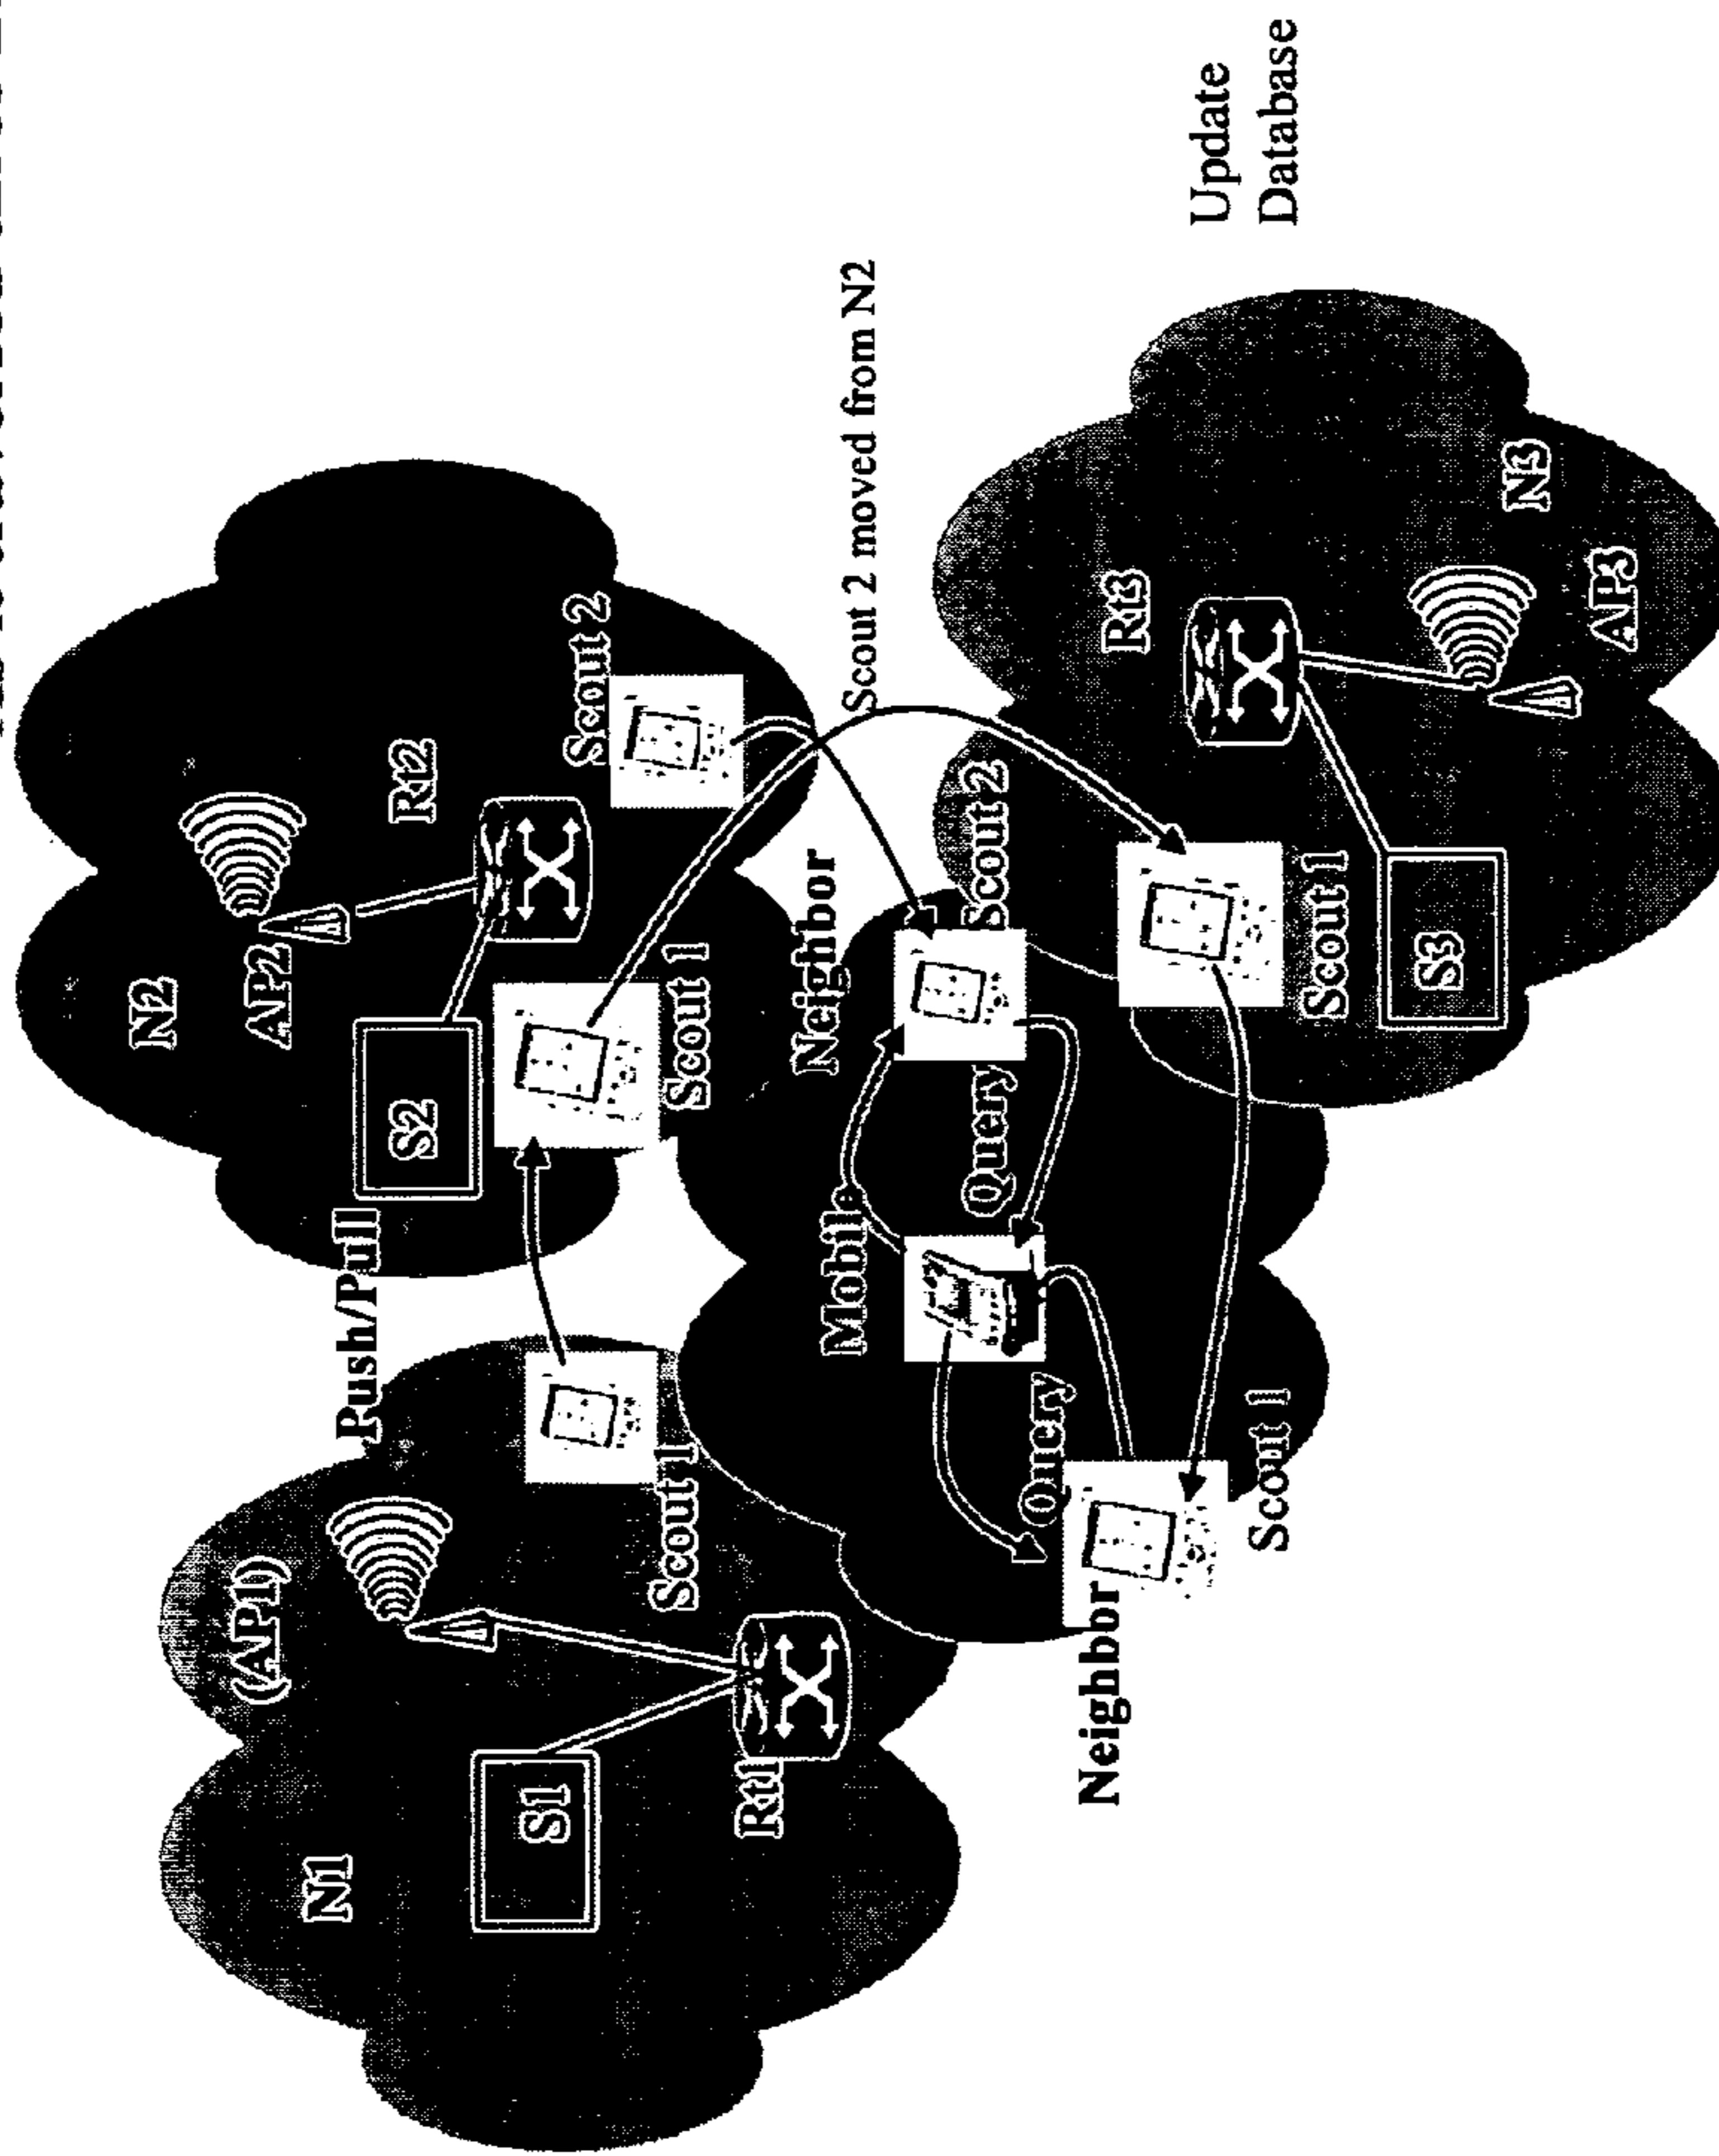 N1
(AP1)
S1
Rt1
Scout 1
Push/Pull
N2
AP2
Rt2
S2
Scout 1
Scout 2
Neighbor
Mobile
Query
Scout 2
Scout 2 moved from N2
Query
Neighbor
Scout 1
Scout 1
Rt3
S3
N3
AP3
Update
Database